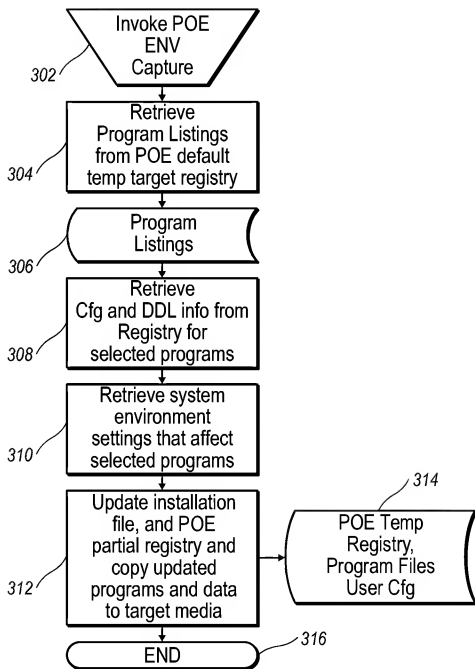 Invoke POE
ENV
Capture
302
Retrieve
Program Listings
from POE default
temp target registry
304
Program
Listings
306
Retrieve
Cfg and DDL info from
Registry for
selected programs
308
Retrieve system
environment
settings that affect
selected programs
310
Update installation
file, and POE
partial registry and
copy updated
programs and data
to target media
312
314
POE Temp
Registry,
Program Files
User Cfg
END
316